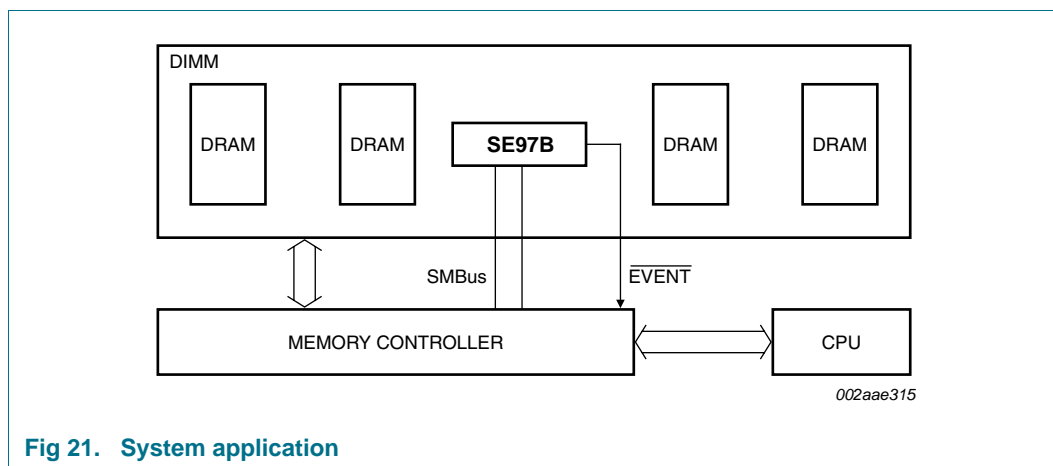 DIMM
DRAM
DRAM
SE97B
DRAM
DRAM
SMBus
EVENT
MEMORY CONTROLLER
CPU
002aae315
Fig 21. System application